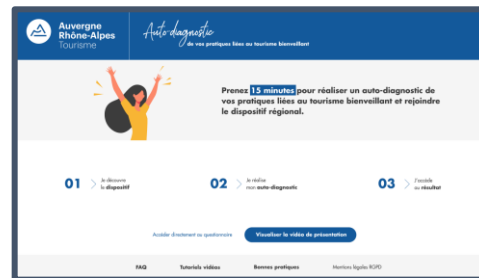 Auvergne
Rhône-Alpes
Tourisme
Auto-diagnostic
de vos pratiques liées au tourisme bienveillant
Prenez 15 minutes pour réaliser un auto-diagnostic de
vos pratiques liées au tourisme bienveillant et rejoindre
le dispositif régional.
01 > Je découvre
le dispositif
02 > Je réalise
mon auto-diagnostic
03 > J'accède
au résultat
Accéder directement au questionnaire
Visualiser la vidéo de présentation
FAQ
Tutoriels vidéos
Bonnes pratiques
Mentions légales RGPD